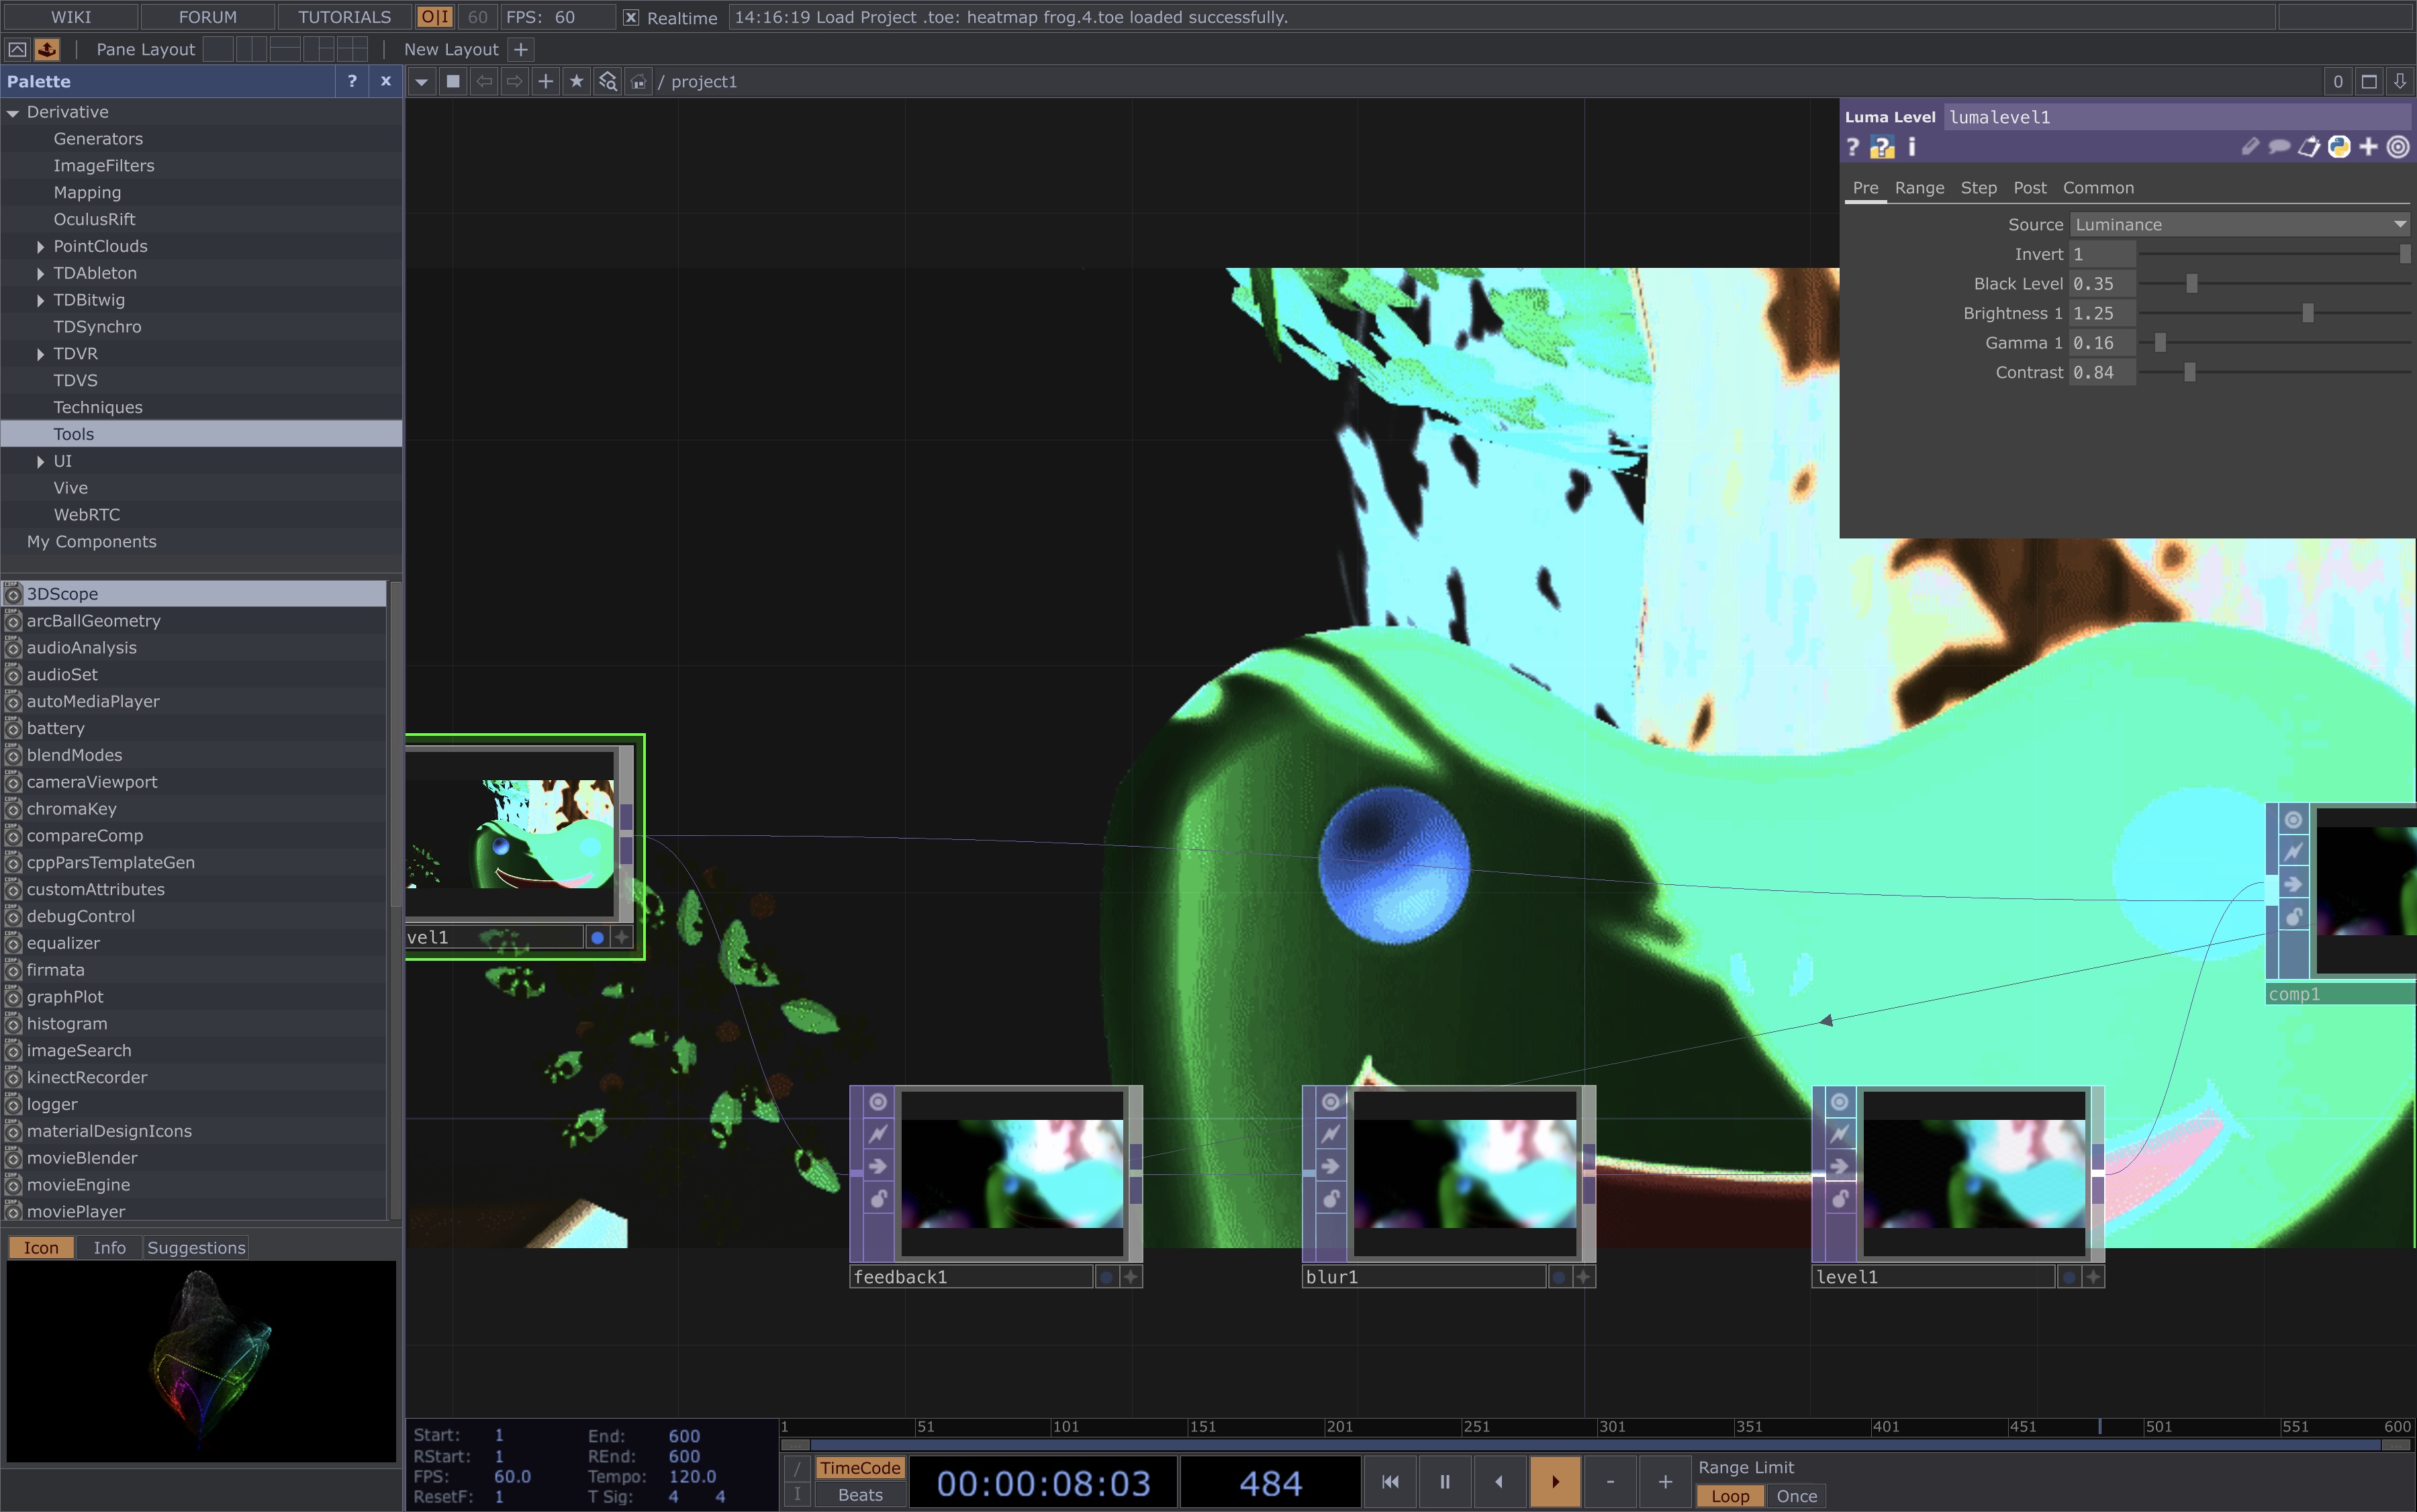 WIKI FORUM TUTORIALS O|I 60 FPS: 60 x Realtime 14:16:19 Load Project .toe: heatmap frog.4.toe loaded successfully.
Pane Layout New Layout +
Palette ? x
/ project1 0
Derivative
Generators
ImageFilters
Mapping
OculusRift
PointClouds
TDAbleton
TDBitwig
TDSynchro
TDVR
TDVS
Techniques
Tools
UI
Vive
WebRTC
My Components
3DScope
arcBallGeometry
audioAnalysis
audioSet
autoMediaPlayer
battery
blendModes
cameraViewport
chromaKey
compareComp
cppParsTemplateGen
customAttributes
debugControl
equalizer
firmata
graphPlot
histogram
imageSearch
kinectRecorder
logger
materialDesignIcons
movieBlender
movieEngine
moviePlayer
Icon Info Suggestions
Luma Level lumalevel1
? ? i
Pre Range Step Post Common
Source Luminance
Invert 1
Black Level 0.35
Brightness 1 1.25
Gamma 1 0.16
Contrast 0.84
vel1
comp1
feedback1
blur1
level1
Start: 1 End: 600
RStart: 1 REnd: 600
FPS: 60.0 Tempo: 120.0
ResetF: 1 T Sig: 4 4
1 51 101 151 201 251 301 351 401 451 501 551 600
/ TimeCode
I Beats
00:00:08:03 484
- +
Range Limit
Loop Once